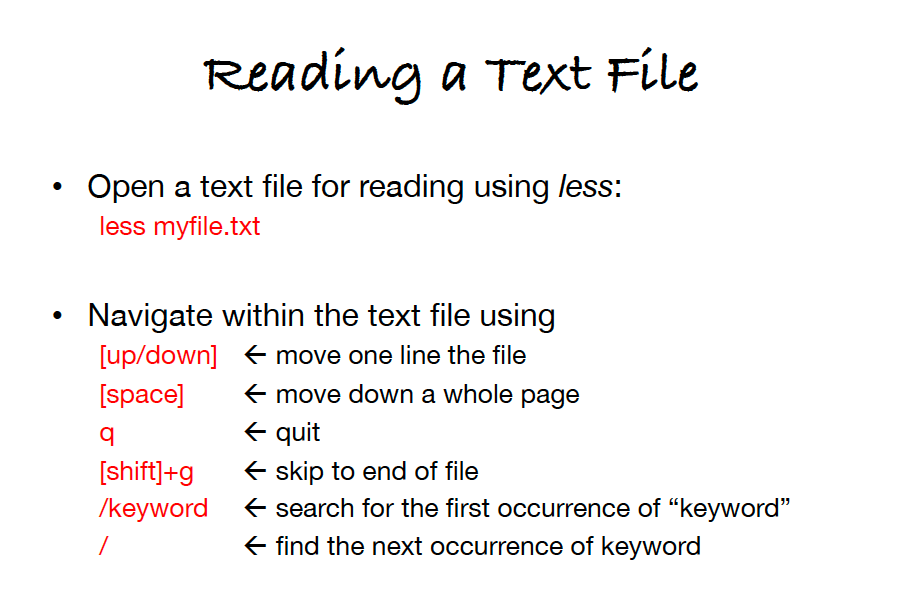 Reading a Text File
• Open a text file for reading using less:
less myfile.txt
• Navigate within the text file using
[up/down] ← move one line the file
[space] ← move down a whole page
q ← quit
[shift]+g ← skip to end of file
/keyword ← search for the first occurrence of “keyword”
/ ← find the next occurrence of keyword